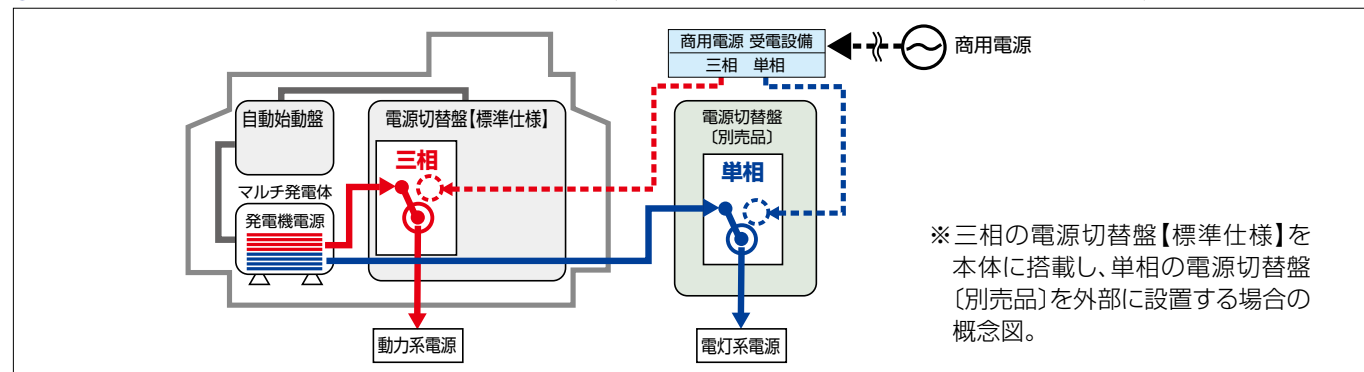 商用電源 受電設備
三相 単相
商用電源
自動始動盤
電源切替盤【標準仕様】
三相
電源切替盤
〔別売品〕
単相
マルチ発電体
発電機電源
動力系電源
電灯系電源
※三相の電源切替盤【標準仕様】を
本体に搭載し、単相の電源切替盤
〔別売品〕を外部に設置する場合の
概念図。